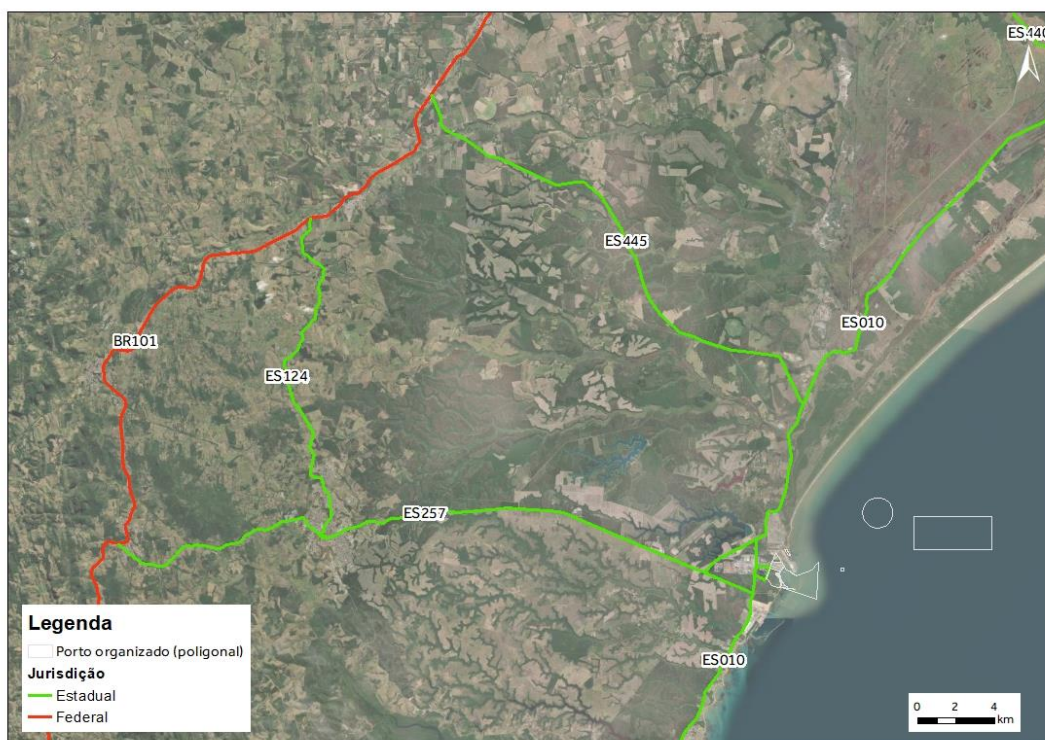 ES440
ES445
ES010
BR101
ES124
ES257
ES010
Legenda
Porto organizado (poligonal)
Jurisdição
Estadual
Federal
0 2 4
km